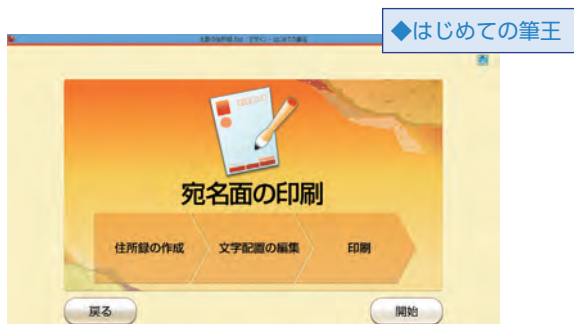 ◆はじめての筆王
宛名面の印刷
住所録の作成
文字配置の編集
印刷
戻る
開始